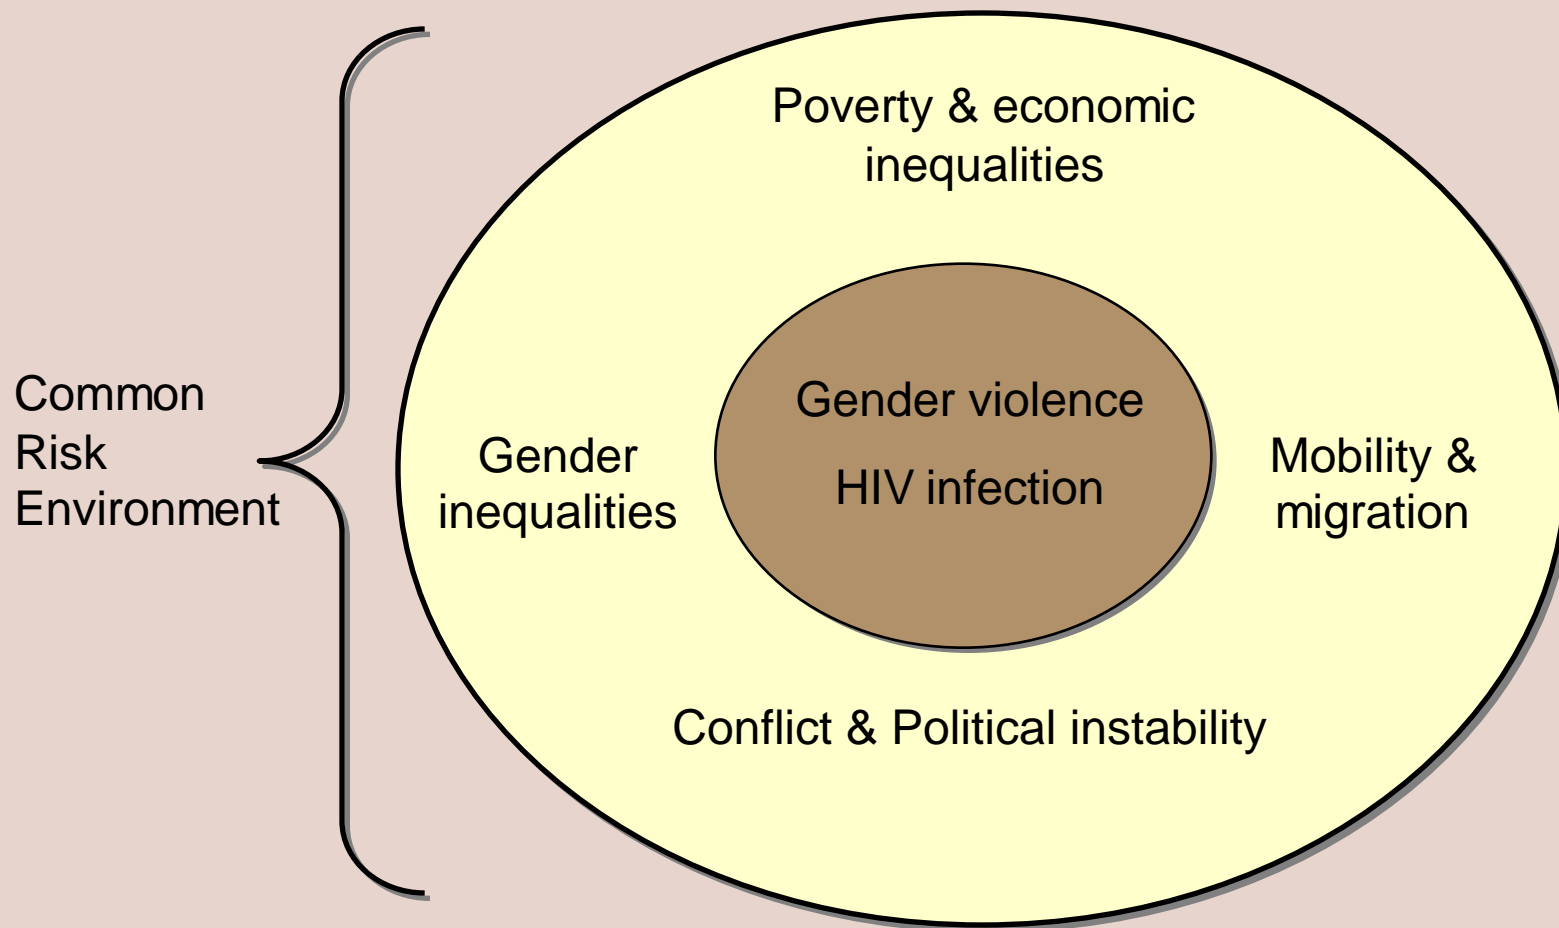 Poverty & economic
inequalities
Common
Risk
Environment
Gender
inequalities
Gender violence
HIV infection
Mobility &
migration
Conflict & Political instability